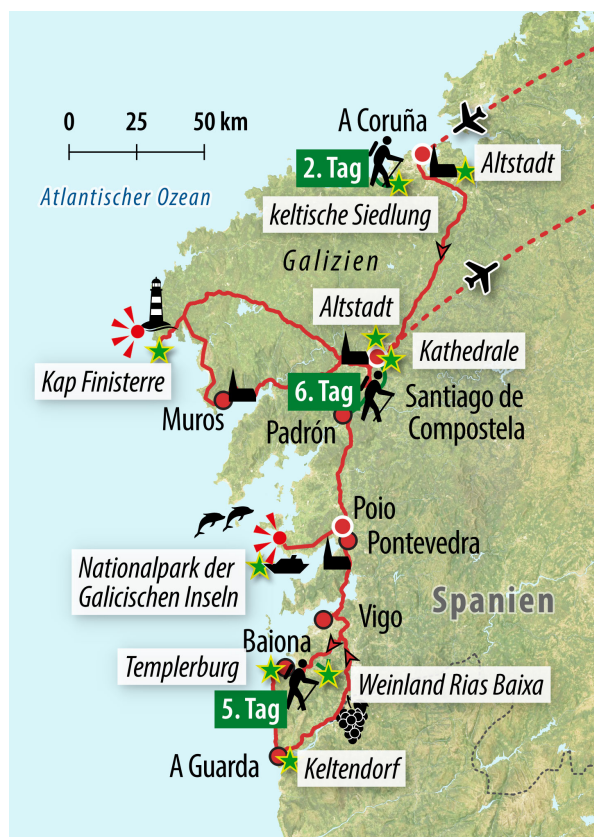 0 25 50 km
A Coruña
2. Tag
Altstadt
Atlantischer Ozean
keltische Siedlung
Galizien
Altstadt
Kathedrale
Kap Finisterre
6. Tag
Santiago de
Compostela
Muros
Padrón
Poio
Pontevedra
Nationalpark der
Galicischen Inseln
Spanien
Vigo
Baiona
Templerburg
Weinland Rias Baixa
5. Tag
A Guarda
Keltendorf